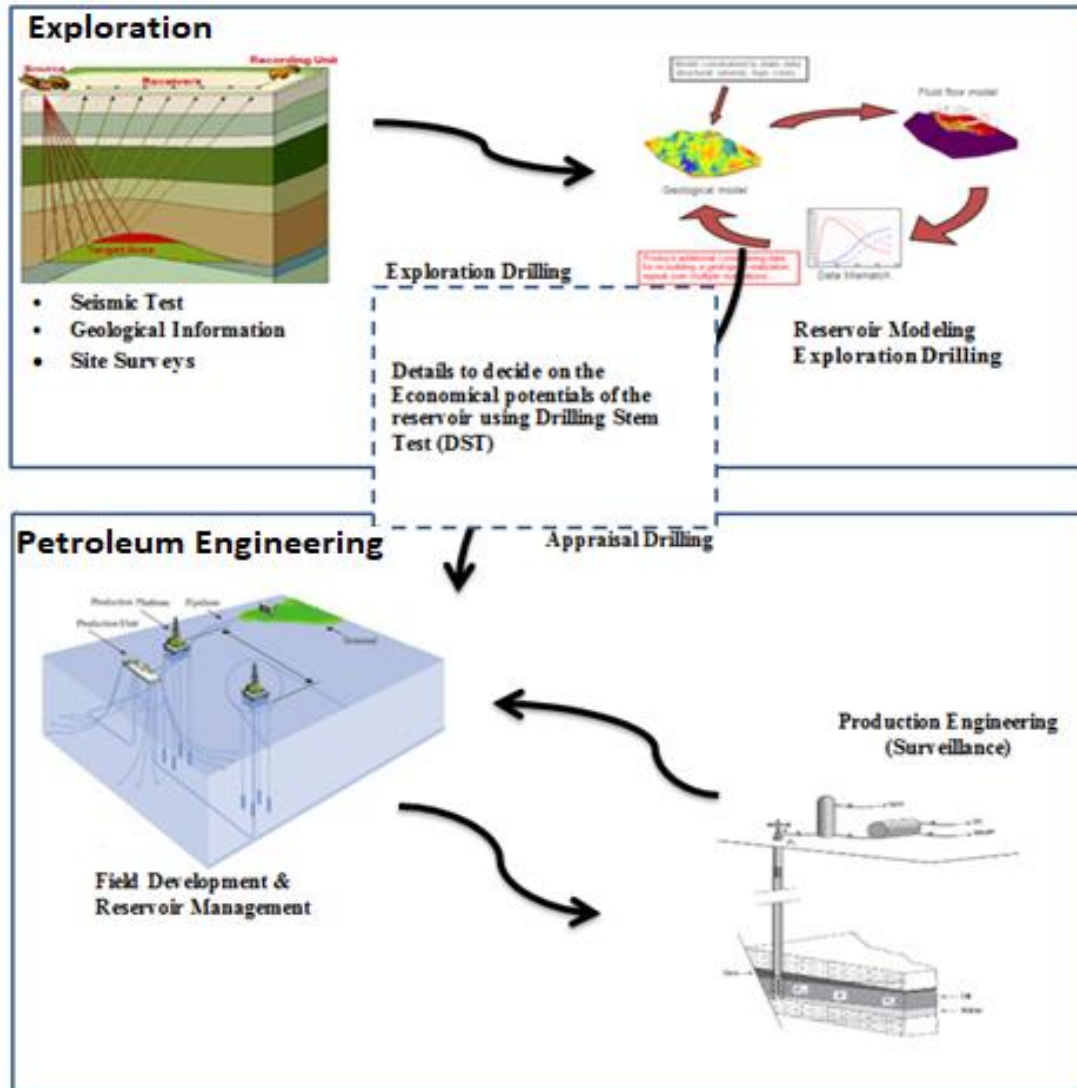 Exploration
Source
Recording Unit
Receivers
Target Area
• Seismic Test
• Geological Information
• Site Surveys
Fluid flow model
Geological model
Data Mismatch
Exploration Drilling
Reservoir Modeling
Exploration Drilling
Details to decide on the
Economical potentials of the
reservoir using Drilling Stem
Test (DST)
Petroleum Engineering
Appraisal Drilling
Production Platform
Pipelines
Field Development &
Reservoir Management
Production Engineering
(Surveillance)